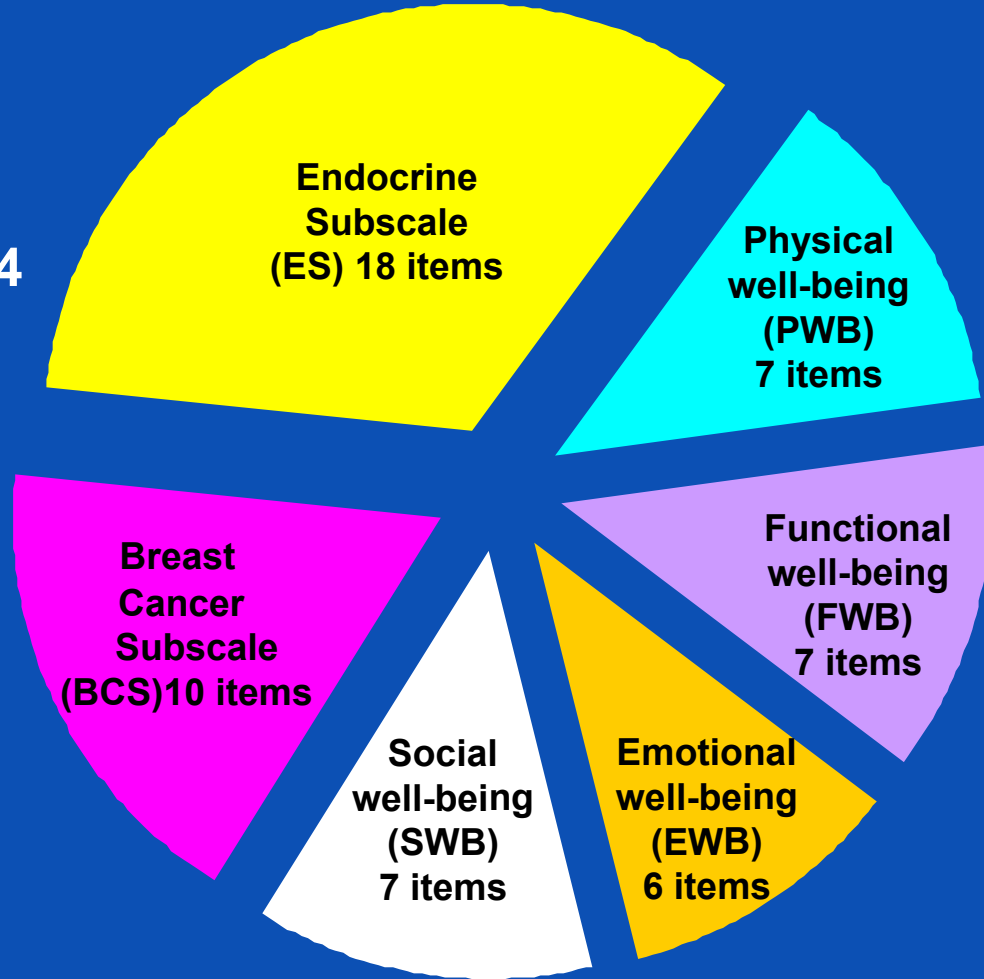 Endocrine
Subscale
(ES) 18 items
4
Physical
well-being
(PWB)
7 items
Functional
well-being
(FWB)
7 items
Breast
Cancer
Subscale
(BCS)10 items
Social
well-being
(SWB)
7 items
Emotional
well-being
(EWB)
6 items